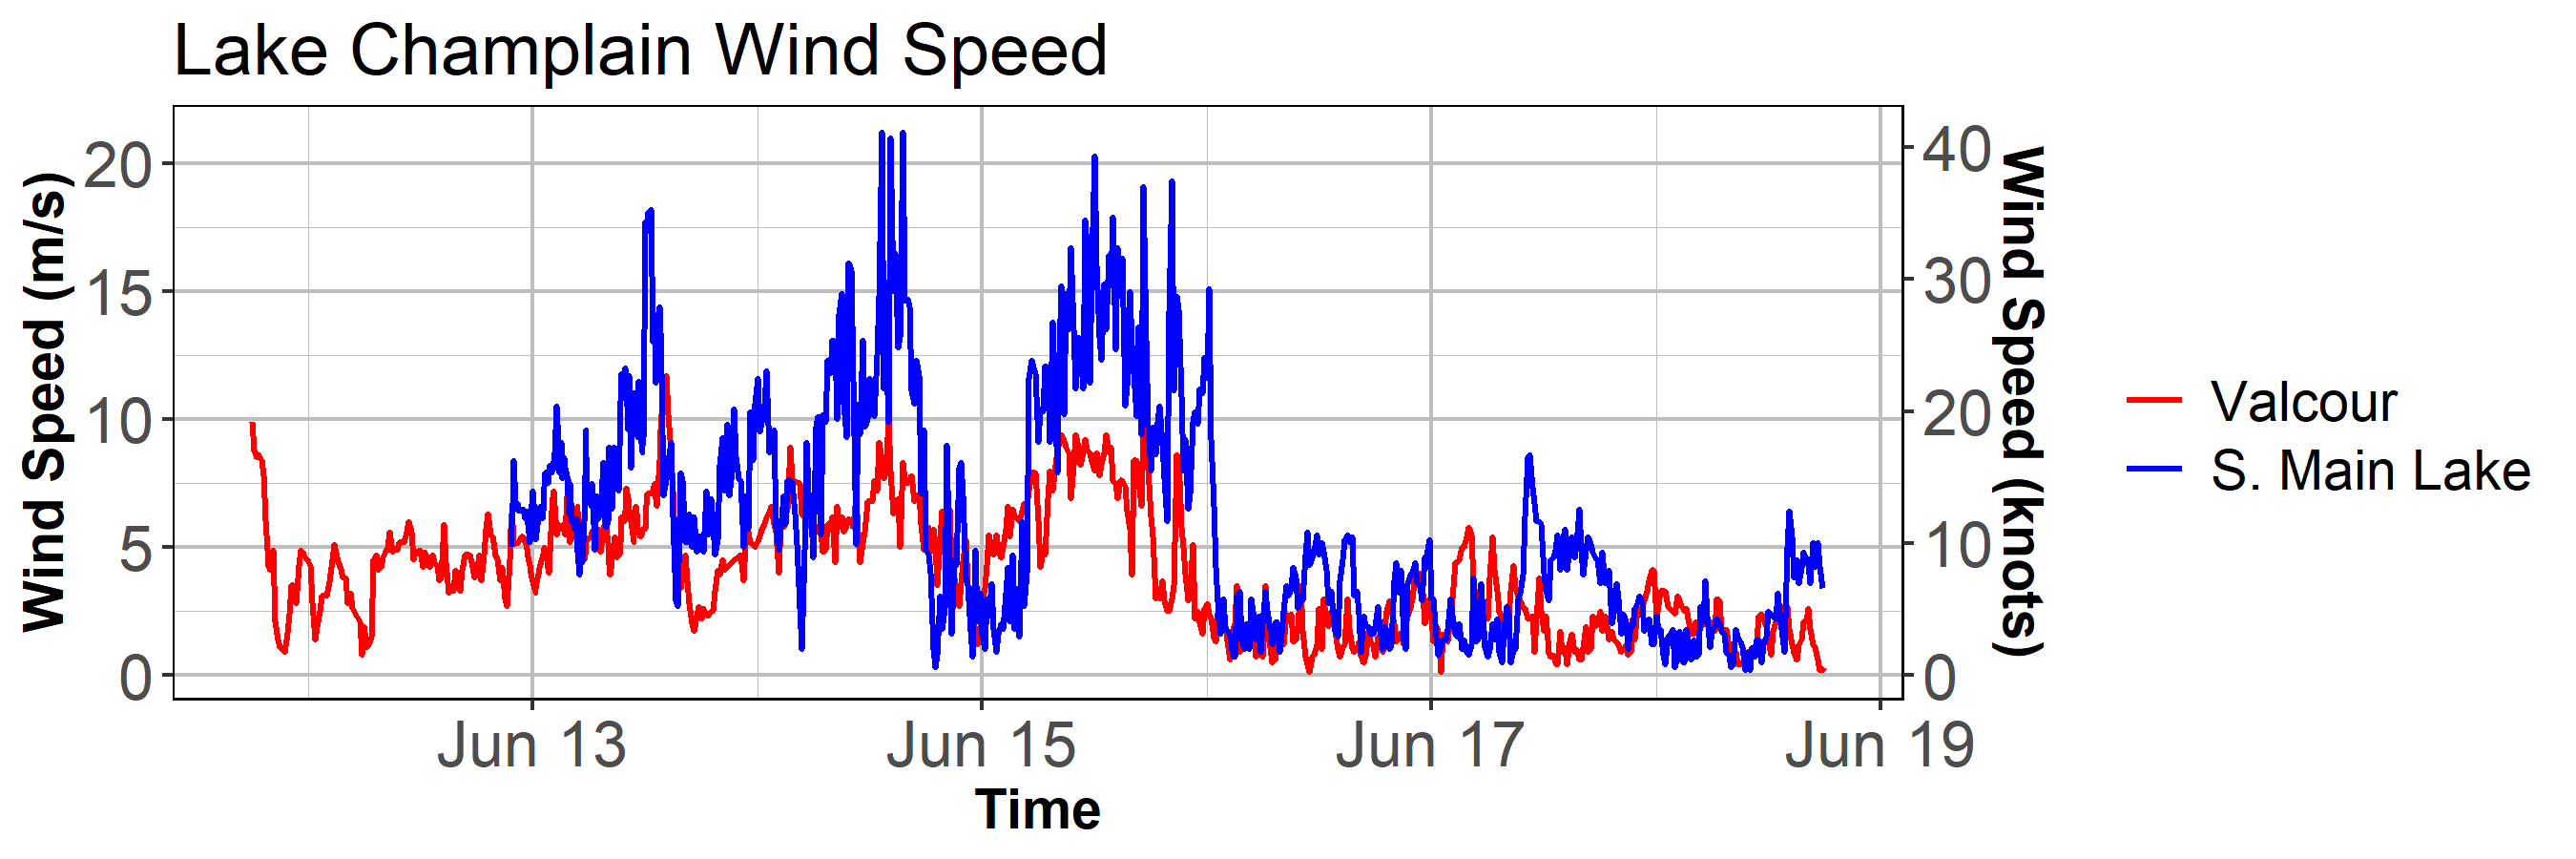 Lake Champlain Wind Speed
Wind Speed (m/s)
20
15
10
5
0
40
30
20
10
0
Wind Speed (knots)
Jun 13
Jun 15
Jun 17
Jun 19
Time
Valcour
S. Main Lake